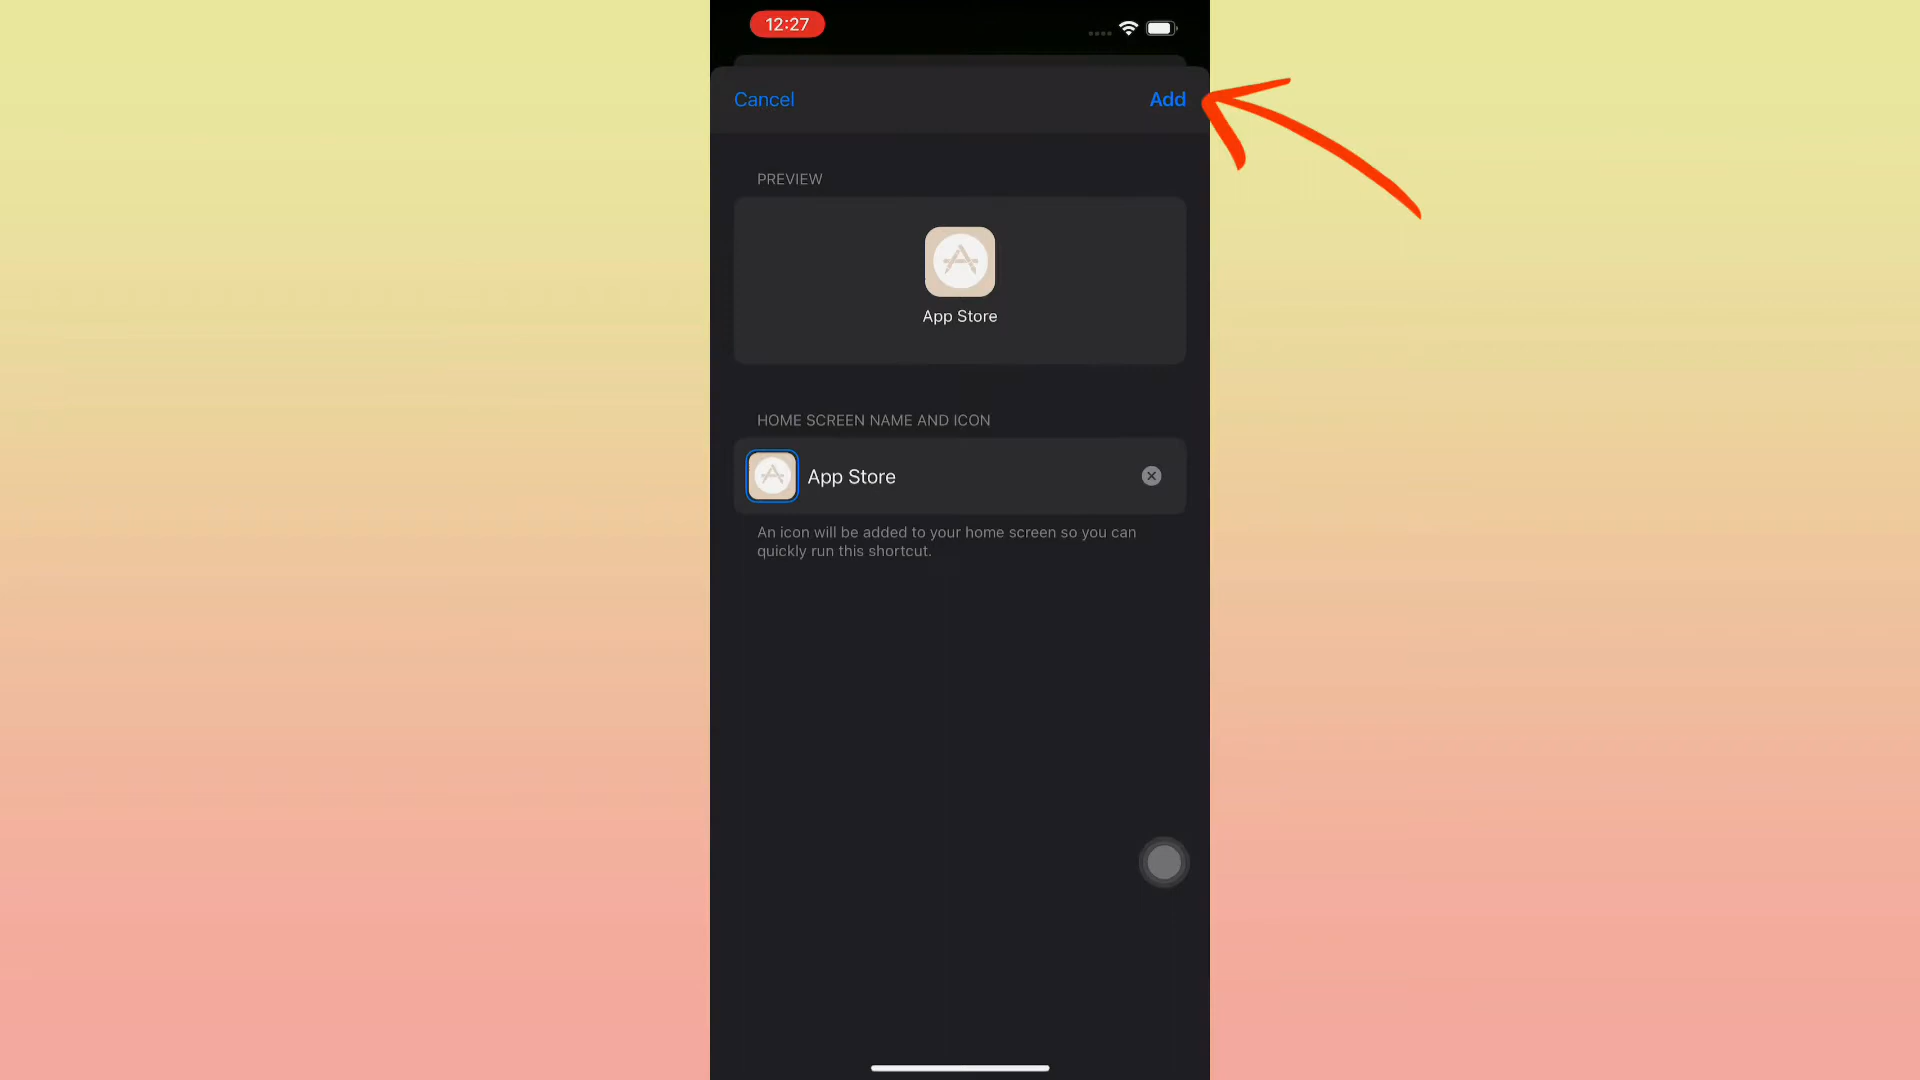 12:27
Cancel
Add
PREVIEW
App Store
HOME SCREEN NAME AND ICON
App Store
An icon will be added to your home screen so you can
quickly run this shortcut.